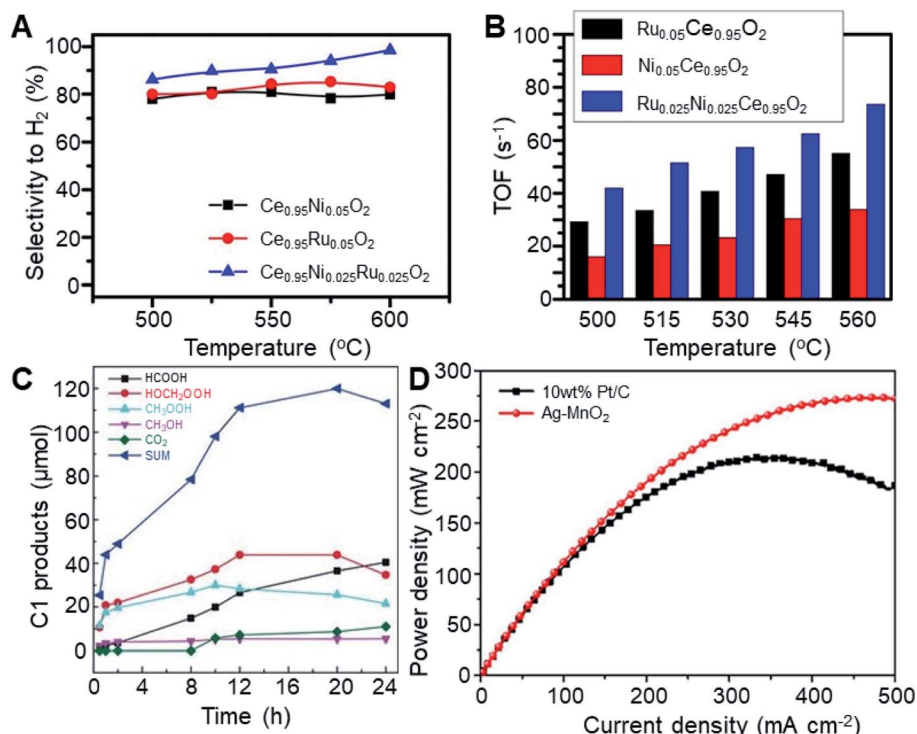 A
Selectivity to H₂ (%)
100
80
60
40
20
0
Ce₀.₉₅Ni₀.₀₅O₂
Ce₀.₉₅Ru₀.₀₅O₂
Ce₀.₉₅Ni₀.₀₂₅Ru₀.₀₂₅O₂
500 550 600
Temperature (°C)
B
TOF (s⁻¹)
100
80
60
40
20
0
Ru₀.₀₅Ce₀.₉₅O₂
Ni₀.₀₅Ce₀.₉₅O₂
Ru₀.₀₂₅Ni₀.₀₂₅Ce₀.₉₅O₂
500 515 530 545 560
Temperature (°C)
C
C1 products (μmol)
120
100
80
60
40
20
0
HCOOH
HOCH₂OOH
CH₃OOH
CH₃OH
CO₂
SUM
0 4 8 12 16 20 24
Time (h)
D
Power density (mW cm⁻²)
300
250
200
150
100
50
0
10wt% Pt/C
Ag-MnO₂
0 100 200 300 400 500
Current density (mA cm⁻²)